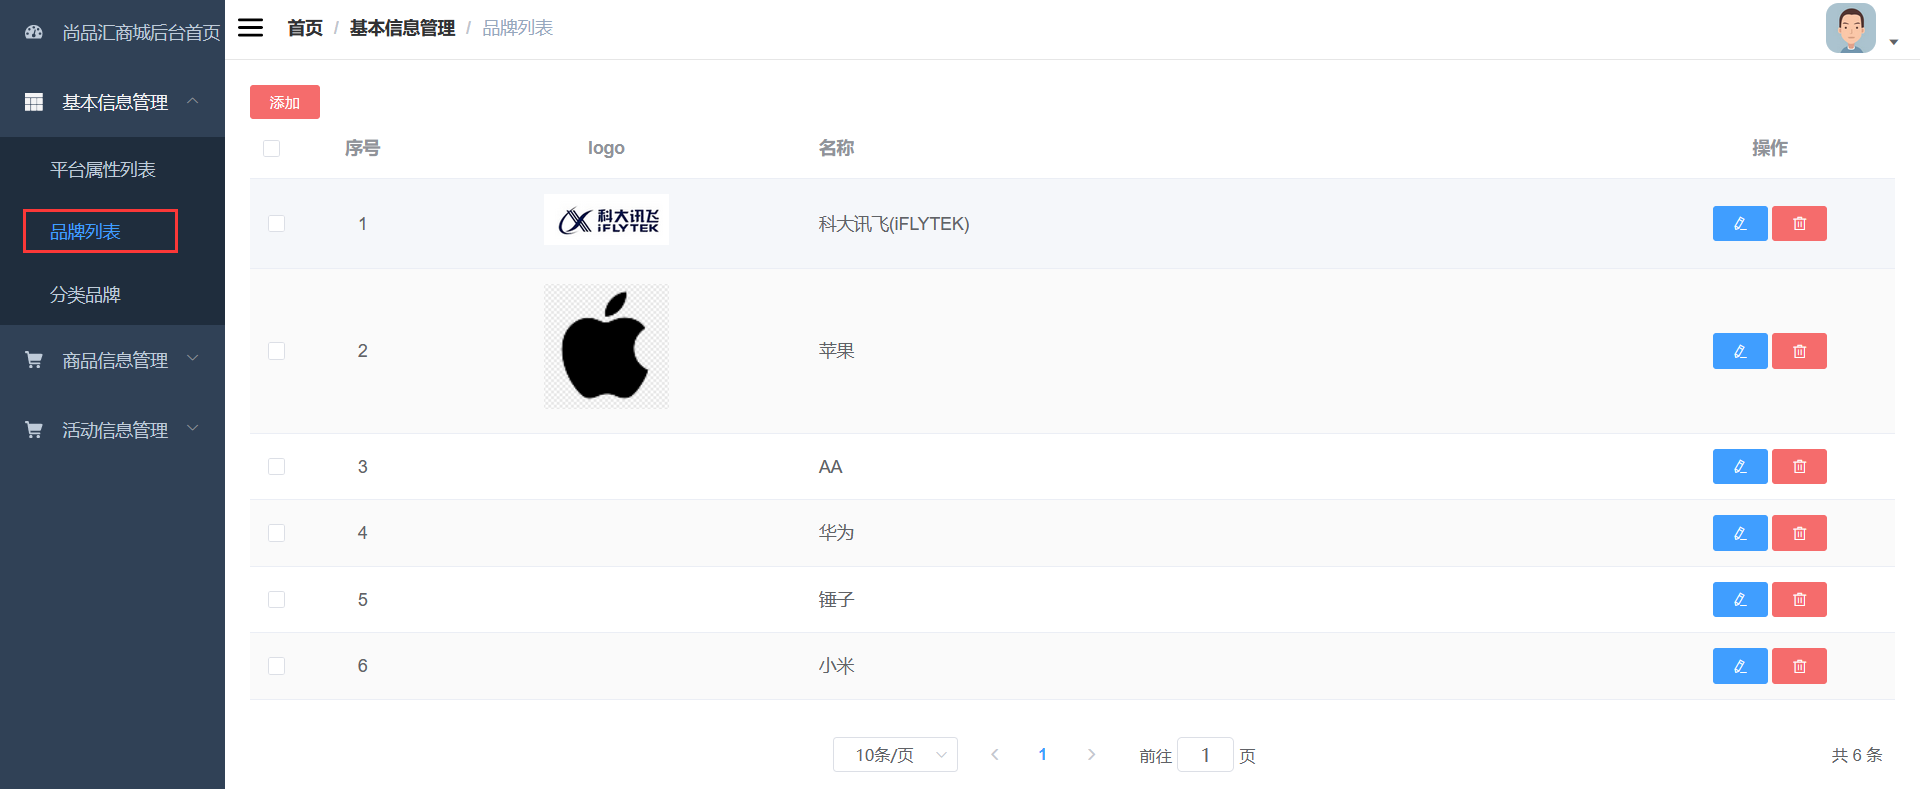 尚品汇商城后台首页
基本信息管理
平台属性列表
品牌列表
分类品牌
商品信息管理
活动信息管理
首页 / 基本信息管理 / 品牌列表
添加
序号 logo 名称 操作
1 科大讯飞 iFLYTEK 科大讯飞(iFLYTEK)
2 苹果
3 AA
4 华为
5 锤子
6 小米
10条/页 1 前往 1 页 共 6 条